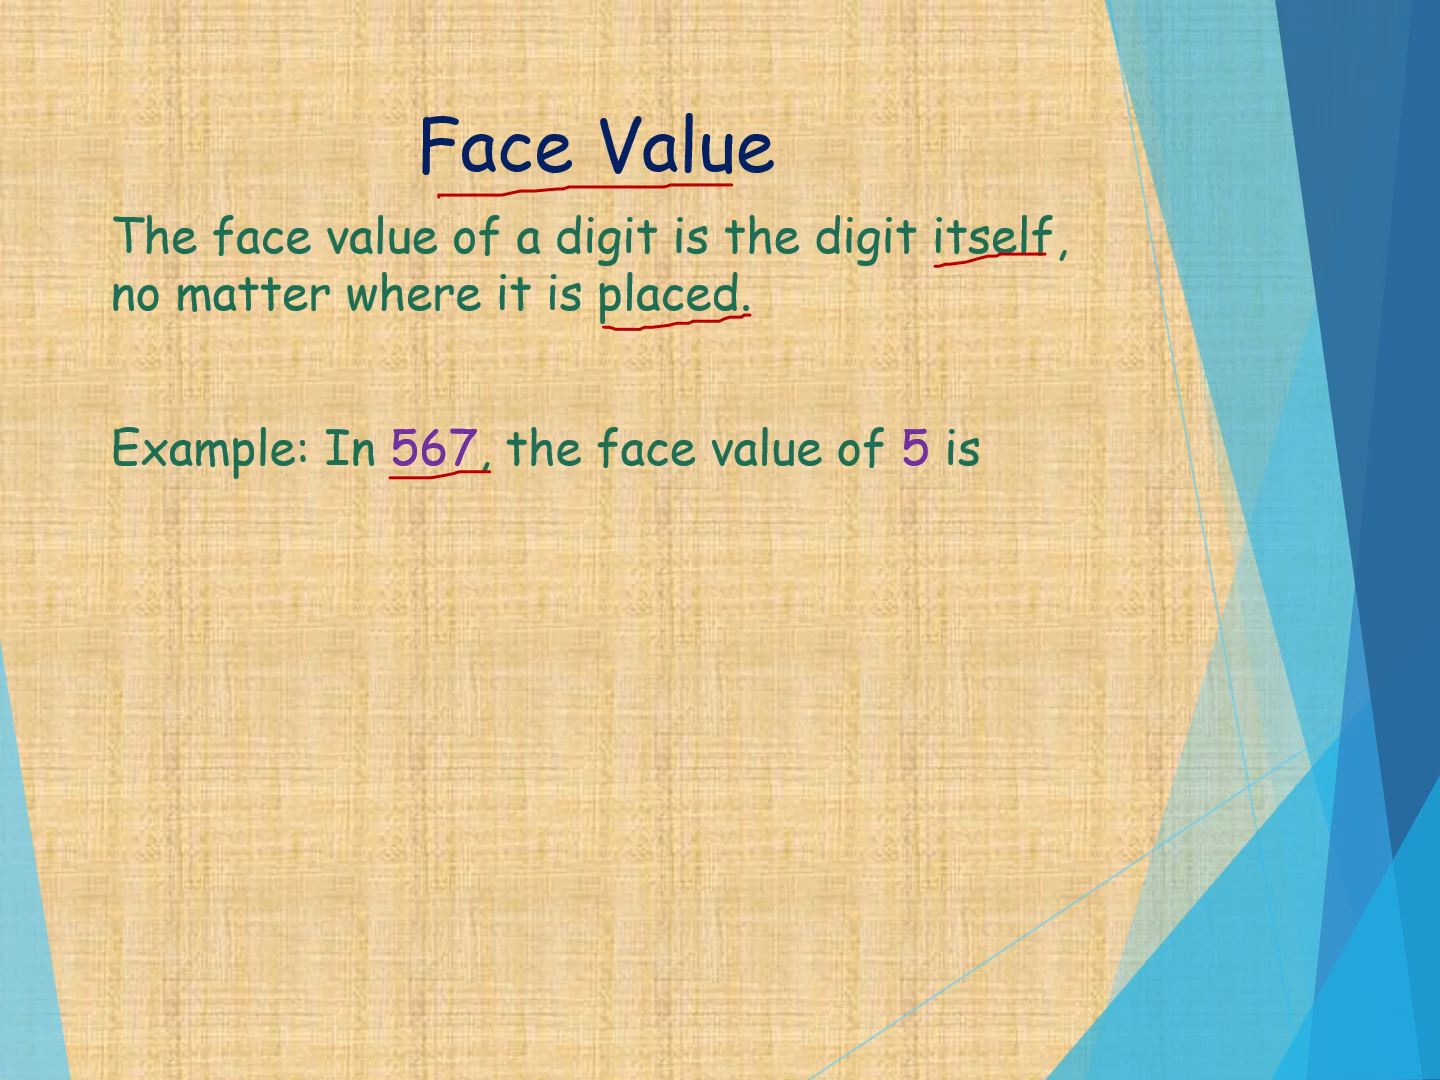 Face Value
The face value of a digit is the digit itself,
no matter where it is placed.
Example: In 567, the face value of 5 is